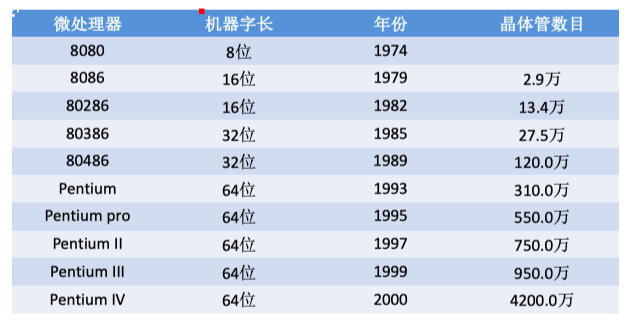 微处理器 机器字长 年份 晶体管数目
8080 8位 1974
8086 16位 1979 2.9万
80286 16位 1982 13.4万
80386 32位 1985 27.5万
80486 32位 1989 120.0万
Pentium 64位 1993 310.0万
Pentium pro 64位 1995 550.0万
Pentium II 64位 1997 750.0万
Pentium III 64位 1999 950.0万
Pentium IV 64位 2000 4200.0万